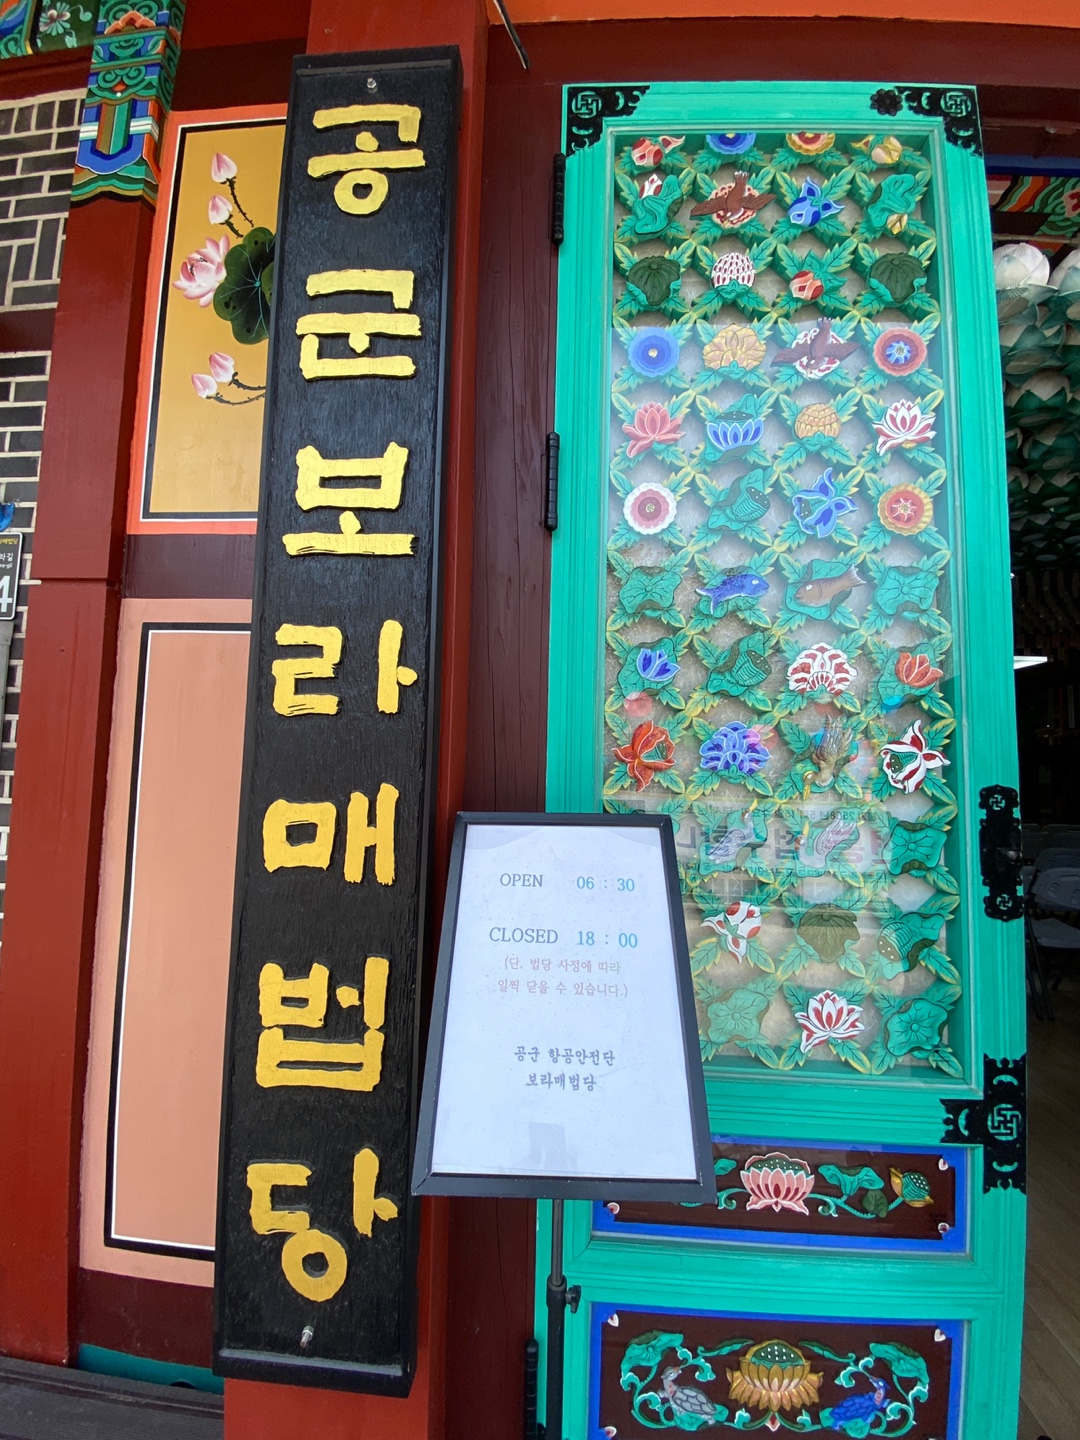 공군보라매법당
OPEN 06 : 30
CLOSED 18 : 00
(단, 법당 사정에 따라
일찍 닫을 수 있습니다.)
공군 항공안전단
보라매법당
4